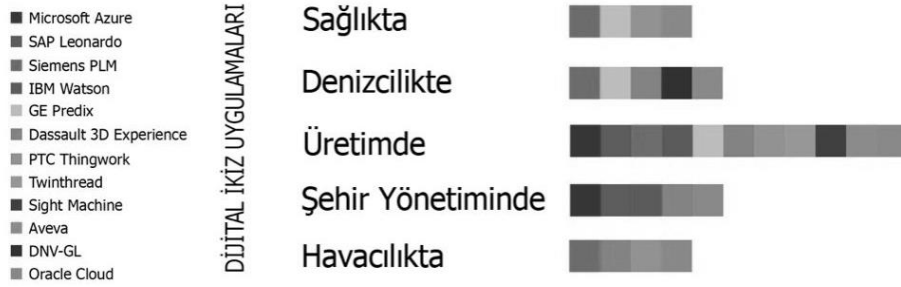 Microsoft Azure
SAP Leonardo
Siemens PLM
IBM Watson
GE Predix
Dassault 3D Experience
PTC Thingwork
Twinthread
Sight Machine
Aveva
DNV-GL
Oracle Cloud
DİJİTAL İKİZ UYGULAMALARI
Sağlıkta
Denizcilikte
Üretimde
Şehir Yönetiminde
Havacılıkta